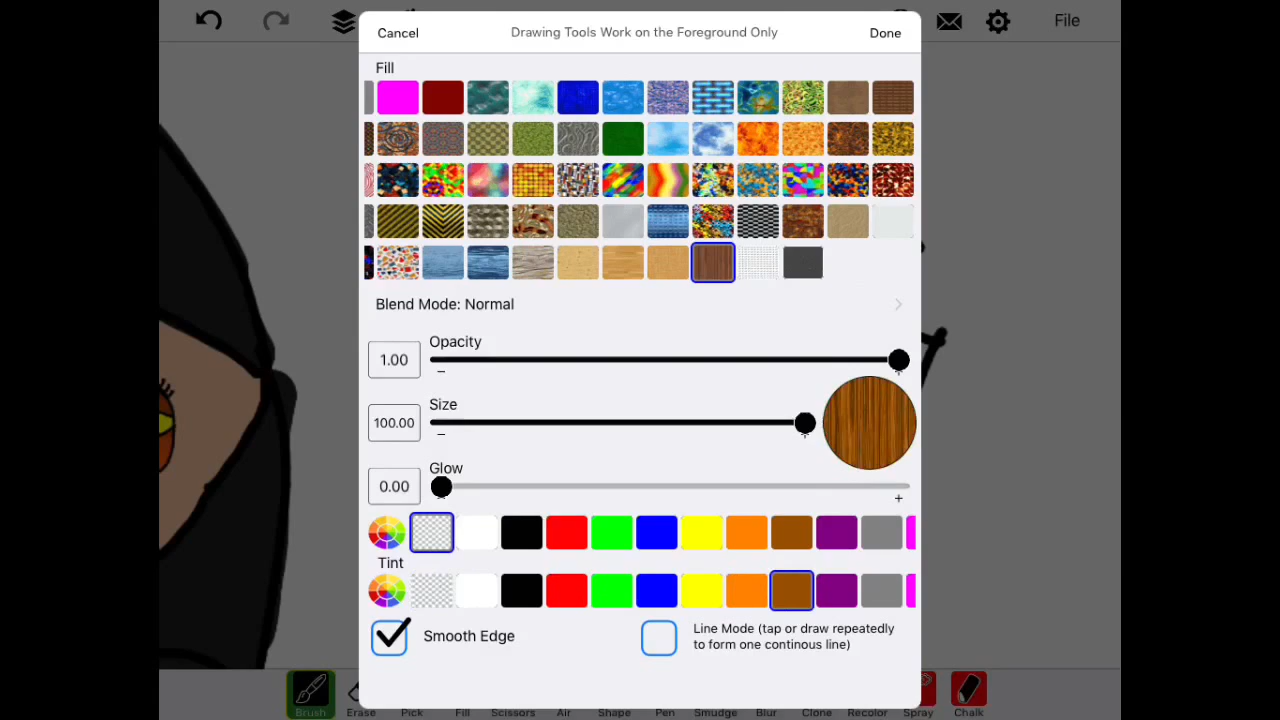 File
Cancel
Drawing Tools Work on the Foreground Only
Done
Fill
Blend Mode: Normal
Opacity
1.00
Size
100.00
Glow
0.00
Tint
Smooth Edge
Line Mode (tap or draw repeatedly
to form one continous line)
Brush
Erase
Pick
Fill
Scissors
Air
Shape
Pen
Smudge
Blur
Clone
Recolor
Spray
Chalk